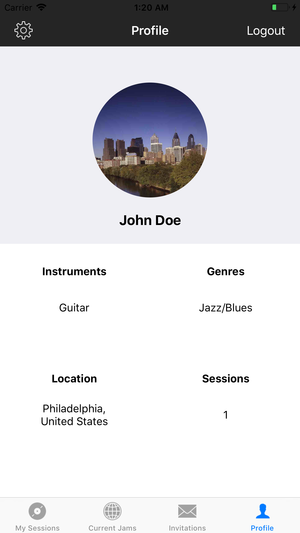 Carrier 1:20 AM
Profile Logout
John Doe
Instruments Genres
Guitar Jazz/Blues
Location Sessions
Philadelphia,
United States
1
My Sessions Current Jams Invitations Profile